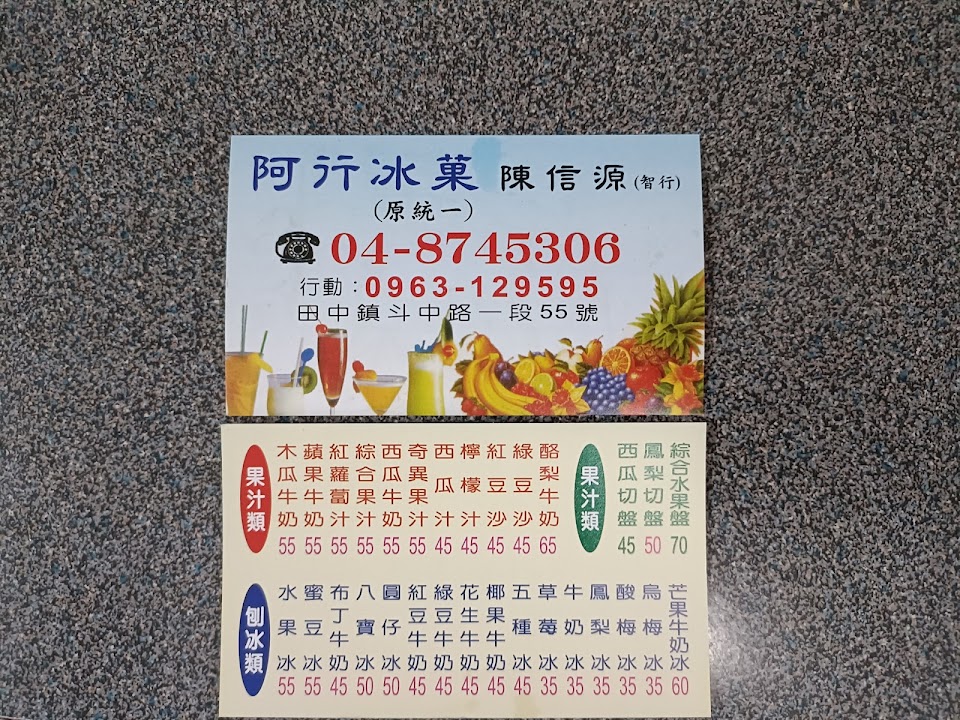 阿行冰菓 陳信源(智行)
(原統一)
04-8745306
行動：0963-129595
田中鎮斗中路一段55號
果汁類
木瓜牛奶 55
蘋果牛奶 55
紅蘿蔔汁 55
綜合果汁 55
西瓜牛奶 55
奇異果汁 55
西瓜汁 45
檸檬汁 45
紅豆沙 45
綠豆沙 45
酪梨牛奶 65
果汁類
西瓜切盤 45
鳳梨切盤 50
綜合水果盤 70
刨冰類
水果冰 55
蜜豆冰 55
布丁牛奶 45
八寶冰 50
圓仔冰 50
紅豆牛奶 45
綠豆牛奶 45
花生牛奶 45
椰果牛奶 45
五種冰 45
草莓冰 35
牛奶冰 35
鳳梨冰 35
酸梅冰 35
烏梅冰 35
芒果牛奶冰 60